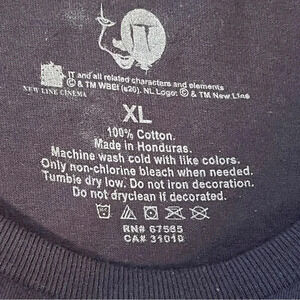 IT
IT and all related characters and elements
© & TM WBEI (s20). NL Logo: © & TM New Line
NEW LINE CINEMA
XL
100% Cotton.
Made in Honduras.
Machine wash cold with like colors.
Only non-chlorine bleach when needed.
Tumble dry low. Do not iron decoration.
Do not dryclean if decorated.
RN# 67565
CA# 31010